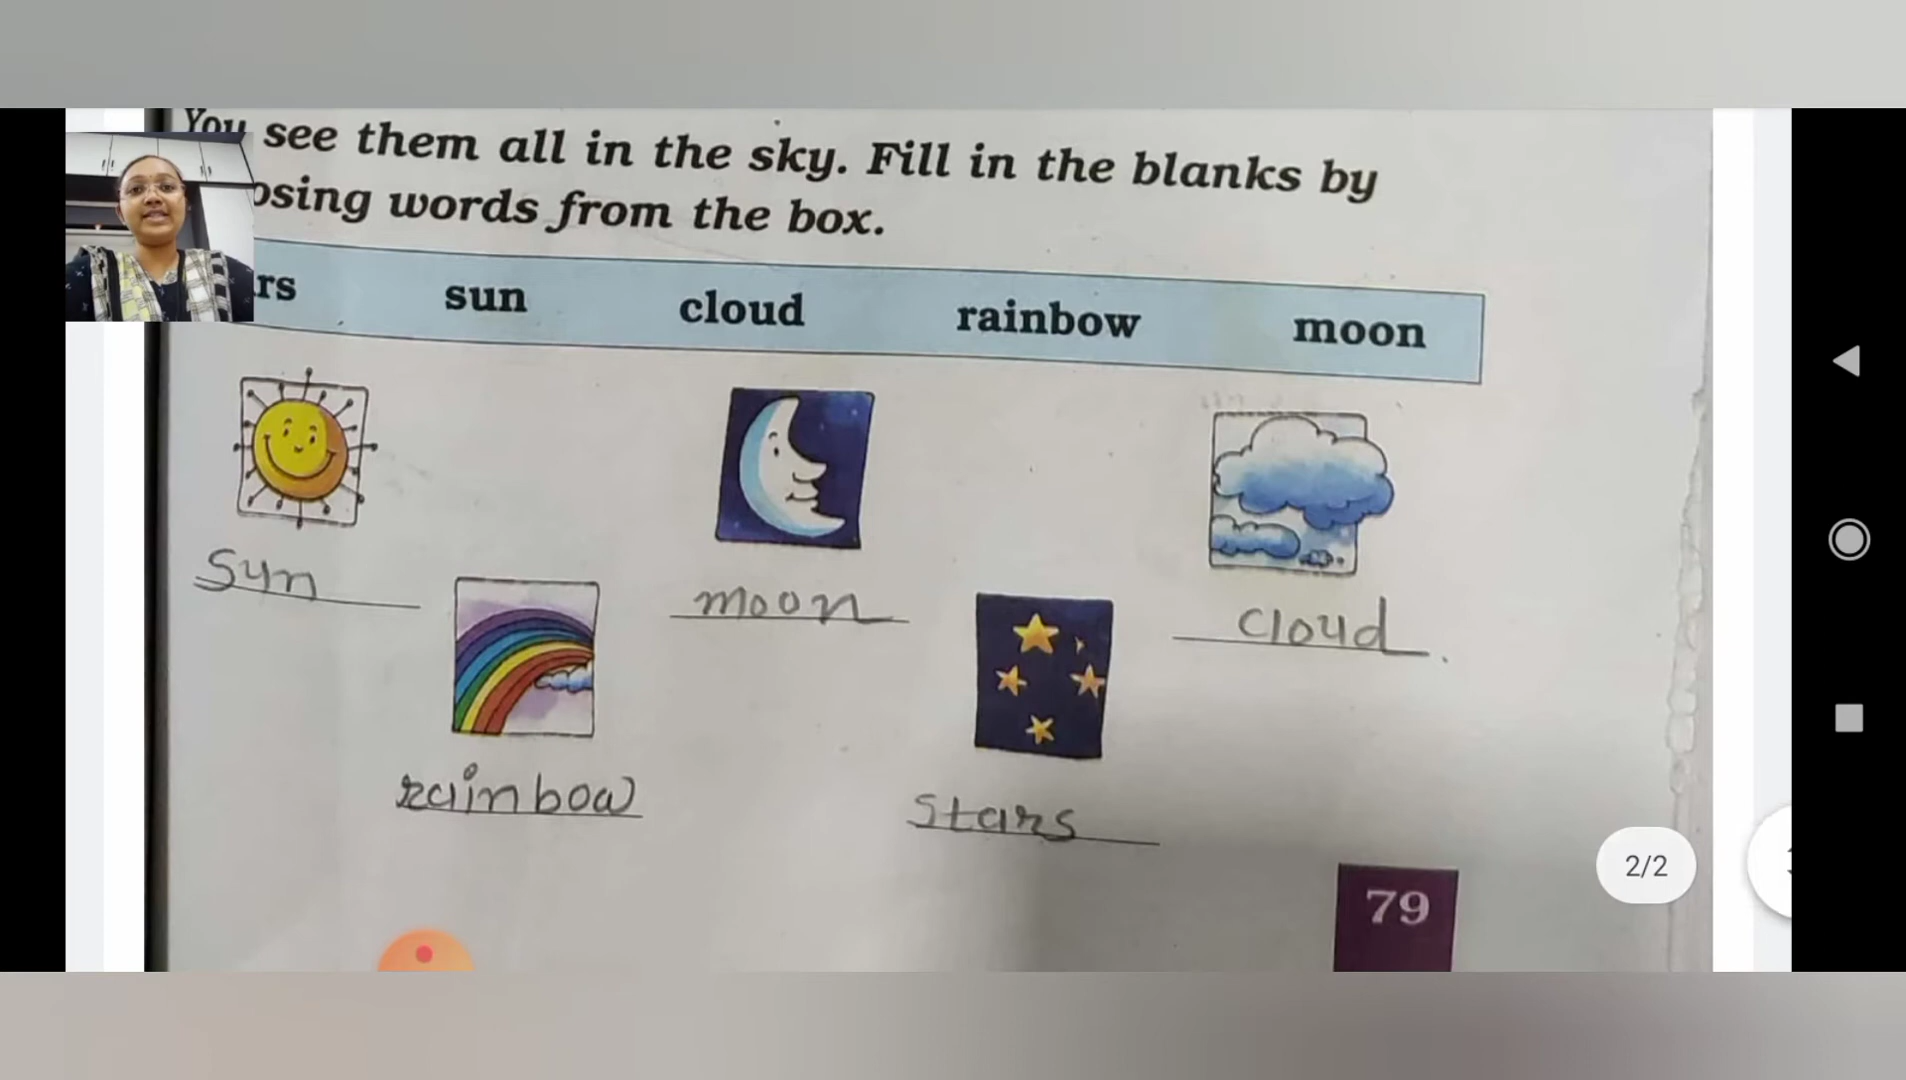 You see them all in the sky. Fill in the blanks by
osing words from the box.
rs sun cloud rainbow moon
Sun
moon
cloud
rainbow
Stars
2/2
79